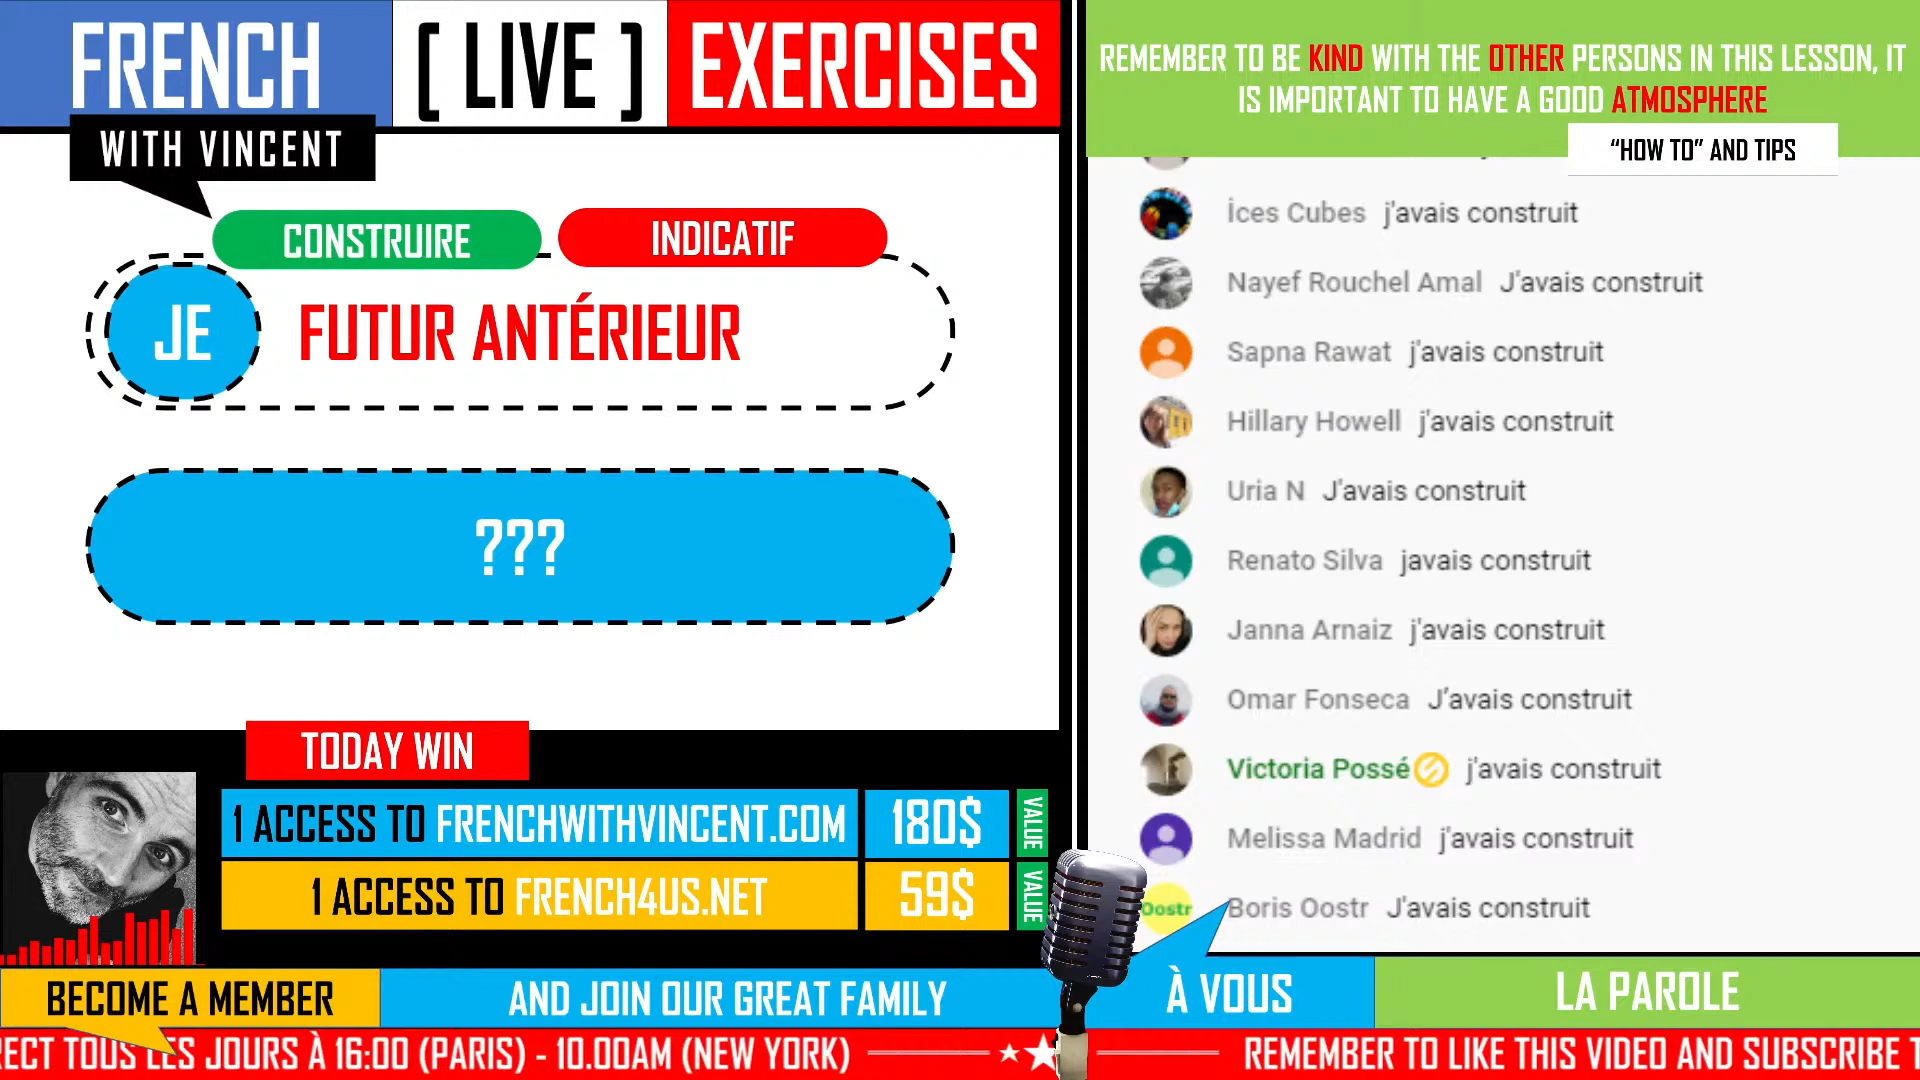 FRENCH [ LIVE ] EXERCISES
WITH VINCENT
CONSTRUIRE
INDICATIF
JE
FUTUR ANTÉRIEUR
???
TODAY WIN
1 ACCESS TO FRENCHWITHVINCENT.COM 180$ VALUE
1 ACCESS TO FRENCH4US.NET 59$ VALUE
BECOME A MEMBER
AND JOIN OUR GREAT FAMILY
REMEMBER TO BE KIND WITH THE OTHER PERSONS IN THIS LESSON, IT
IS IMPORTANT TO HAVE A GOOD ATMOSPHERE
“HOW TO” AND TIPS
İces Cubes j'avais construit
Nayef Rouchel Amal J'avais construit
Sapna Rawat j'avais construit
Hillary Howell j'avais construit
Uria N J'avais construit
Renato Silva javais construit
Janna Arnaiz j'avais construit
Omar Fonseca J'avais construit
Victoria Possé j'avais construit
Melissa Madrid j'avais construit
Oostr Boris Oostr J'avais construit
À VOUS
LA PAROLE
RECT TOUS LES JOURS À 16:00 (PARIS) - 10.00AM (NEW YORK)
REMEMBER TO LIKE THIS VIDEO AND SUBSCRIBE T